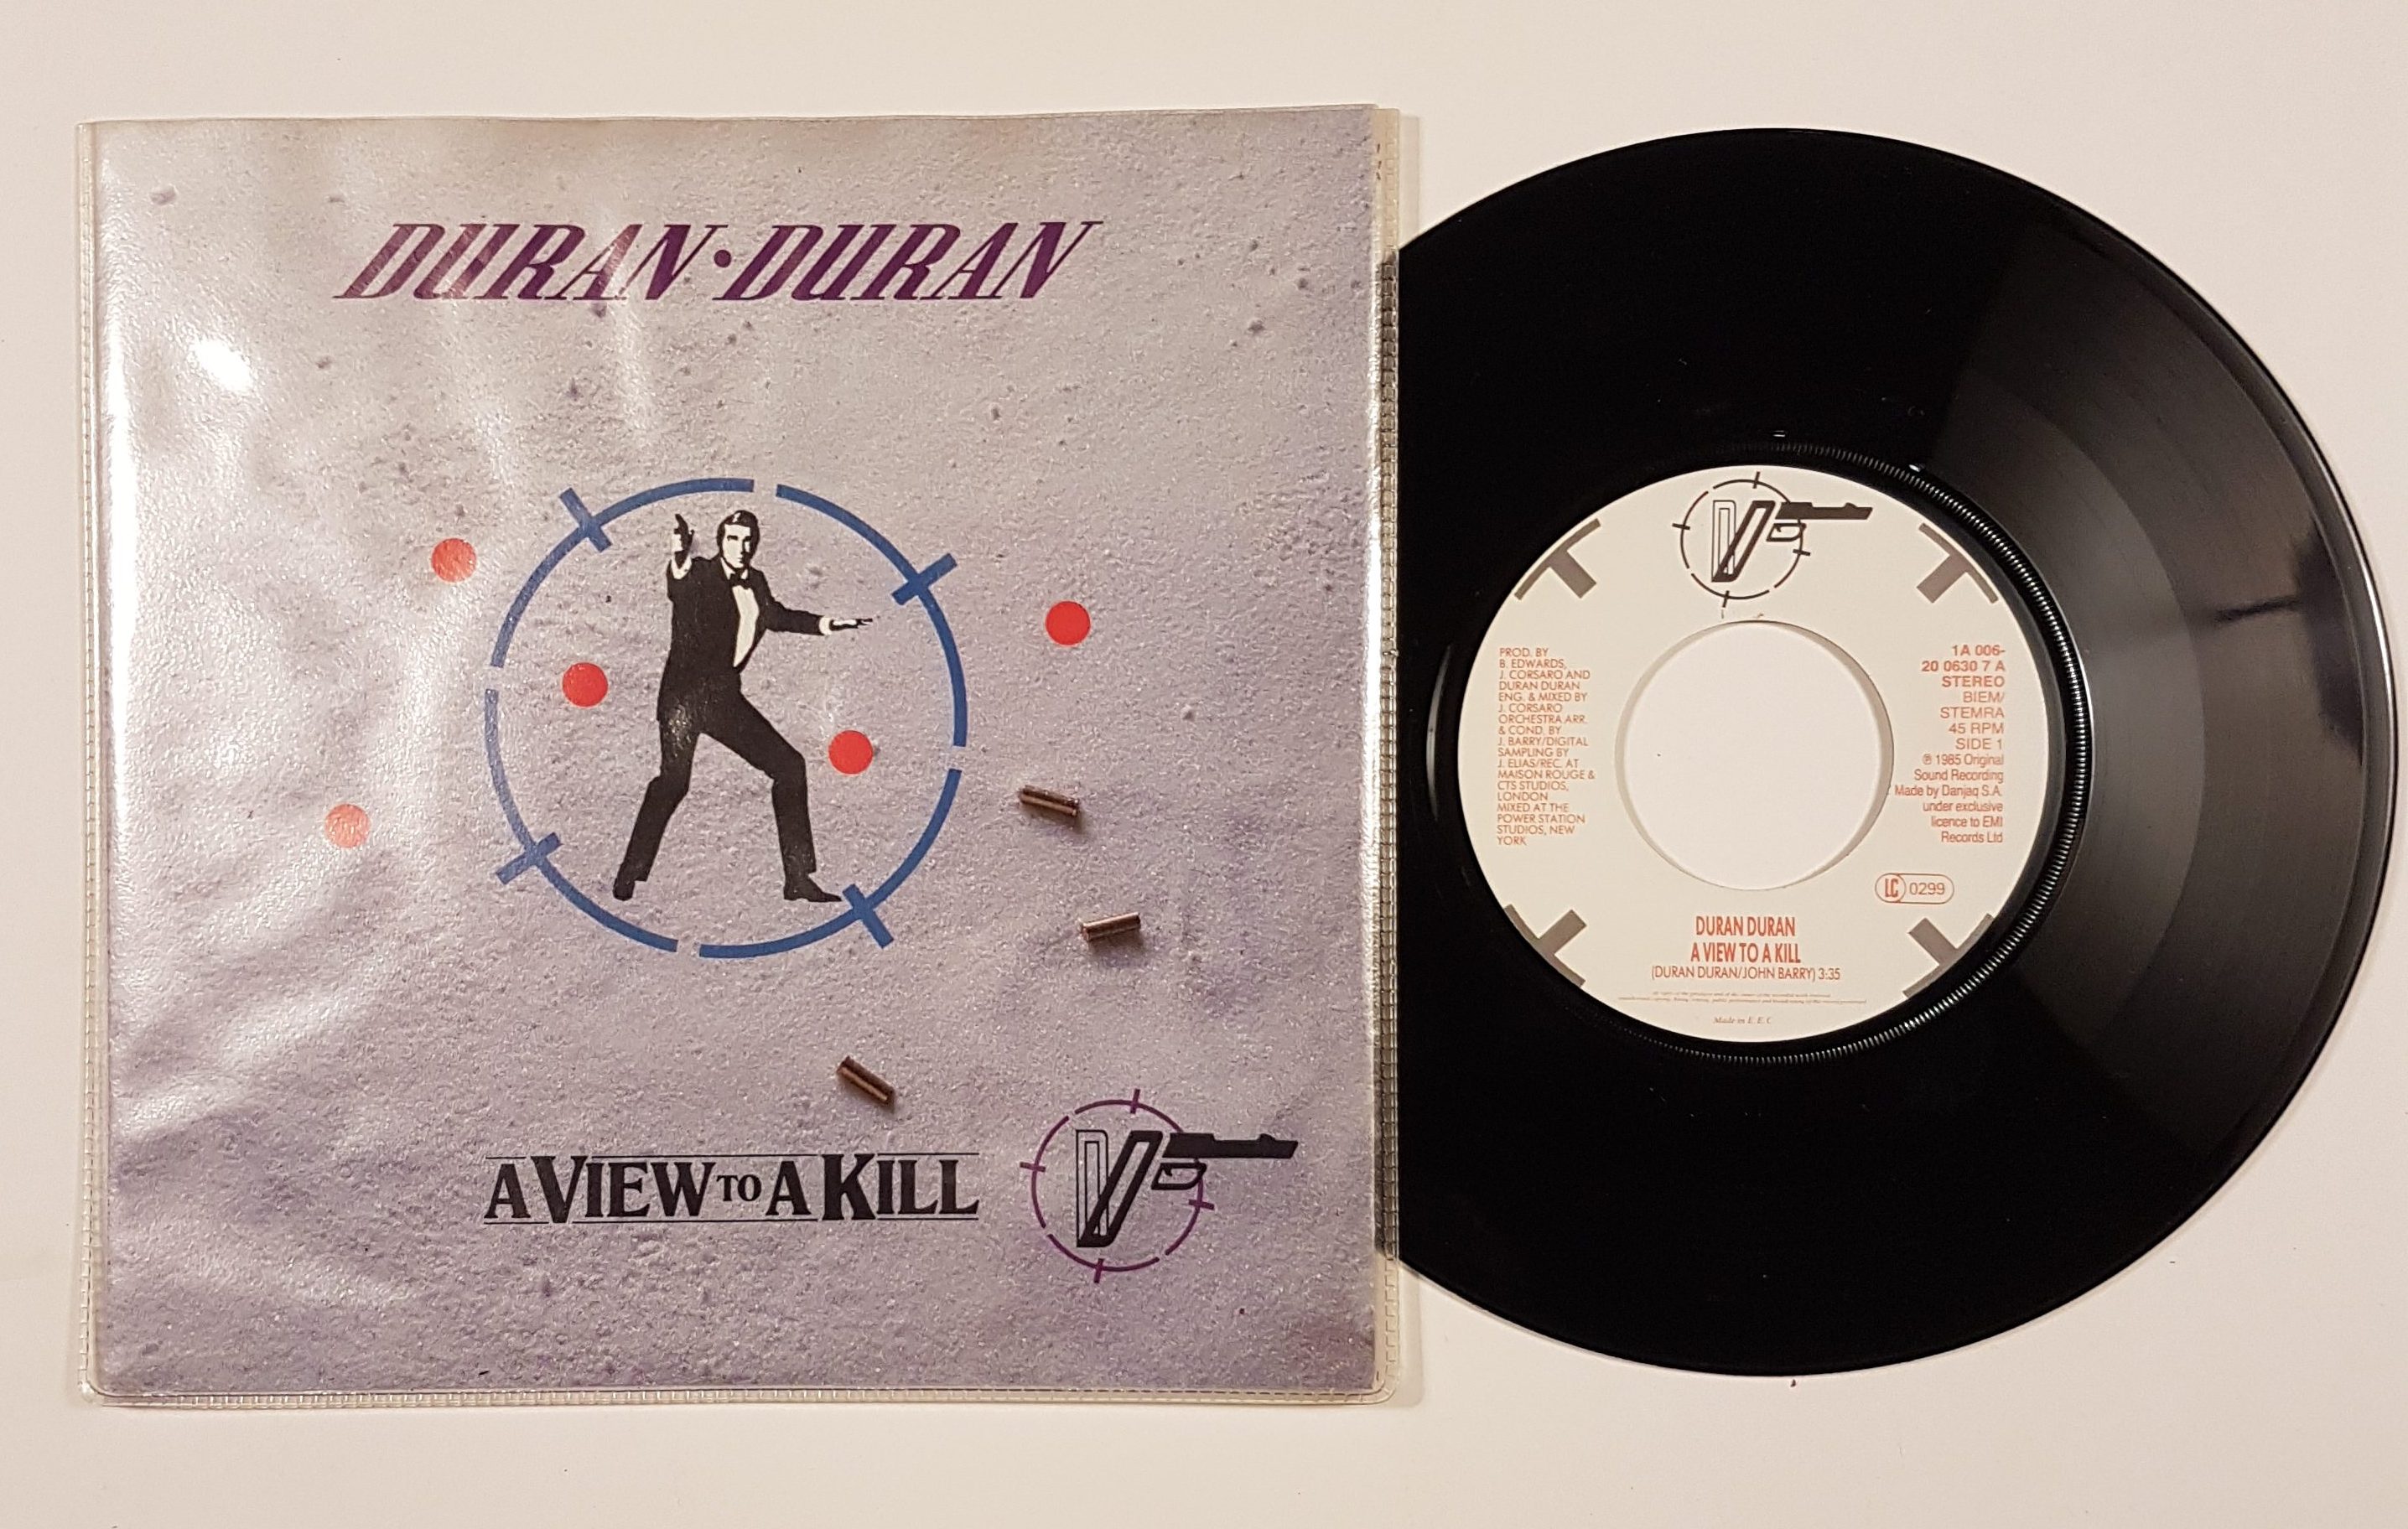 DURAN•DURAN
A VIEW TO A KILL
PROD. BY
B. EDWARDS,
J. CORSARO AND
DURAN DURAN
ENG. & MIXED BY
J. CORSARO
ORCHESTRA ARR.
& COND. BY
J. BARRY/DIGITAL
SAMPLING BY
J. ELIAS/REC. AT
MAISON ROUGE &
CTS STUDIOS,
LONDON
MIXED AT THE
POWER STATION
STUDIOS, NEW
YORK
1A 006-
20 0630 7 A
STEREO
BIEM/
STEMRA
45 RPM
SIDE 1
℗ 1985 Original
Sound Recording
Made by Danjaq S.A.
under exclusive
licence to EMI
Records Ltd
LC 0299
DURAN DURAN
A VIEW TO A KILL
(DURAN DURAN/JOHN BARRY) 3:35
Made in E.E.C.